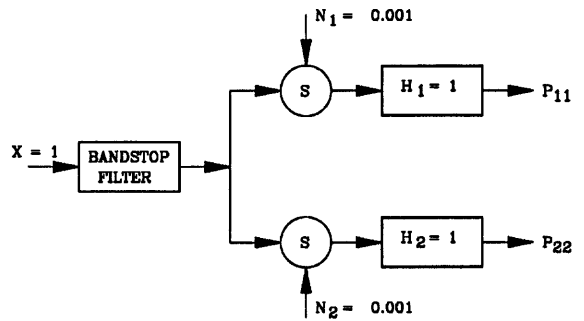 N1 = 0.001
S
H1 = 1
P11
X = 1
BANDSTOP
FILTER
S
H2 = 1
P22
N2 = 0.001